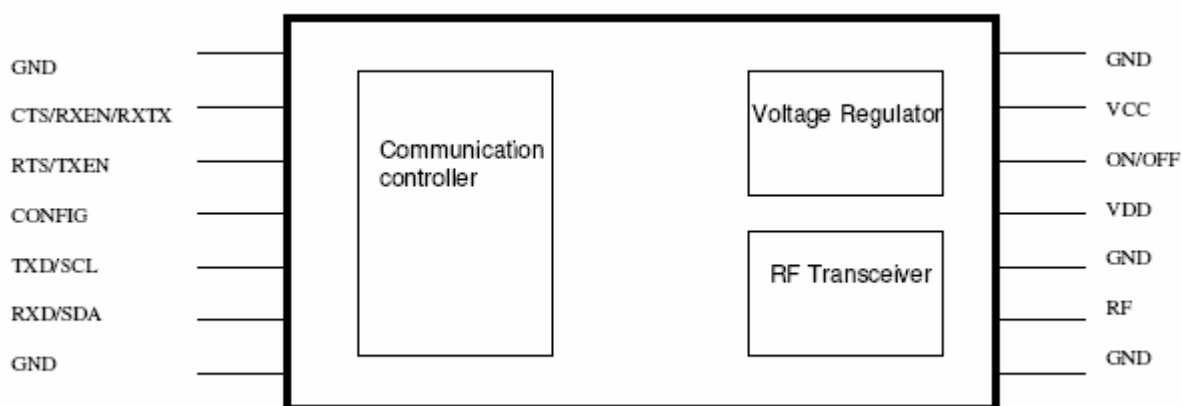 GND
CTS/RXEN/RXTX
RTS/TXEN
CONFIG
TXD/SCL
RXD/SDA
GND
Communication
controller
Voltage Regulator
RF Transceiver
GND
VCC
ON/OFF
VDD
GND
RF
GND